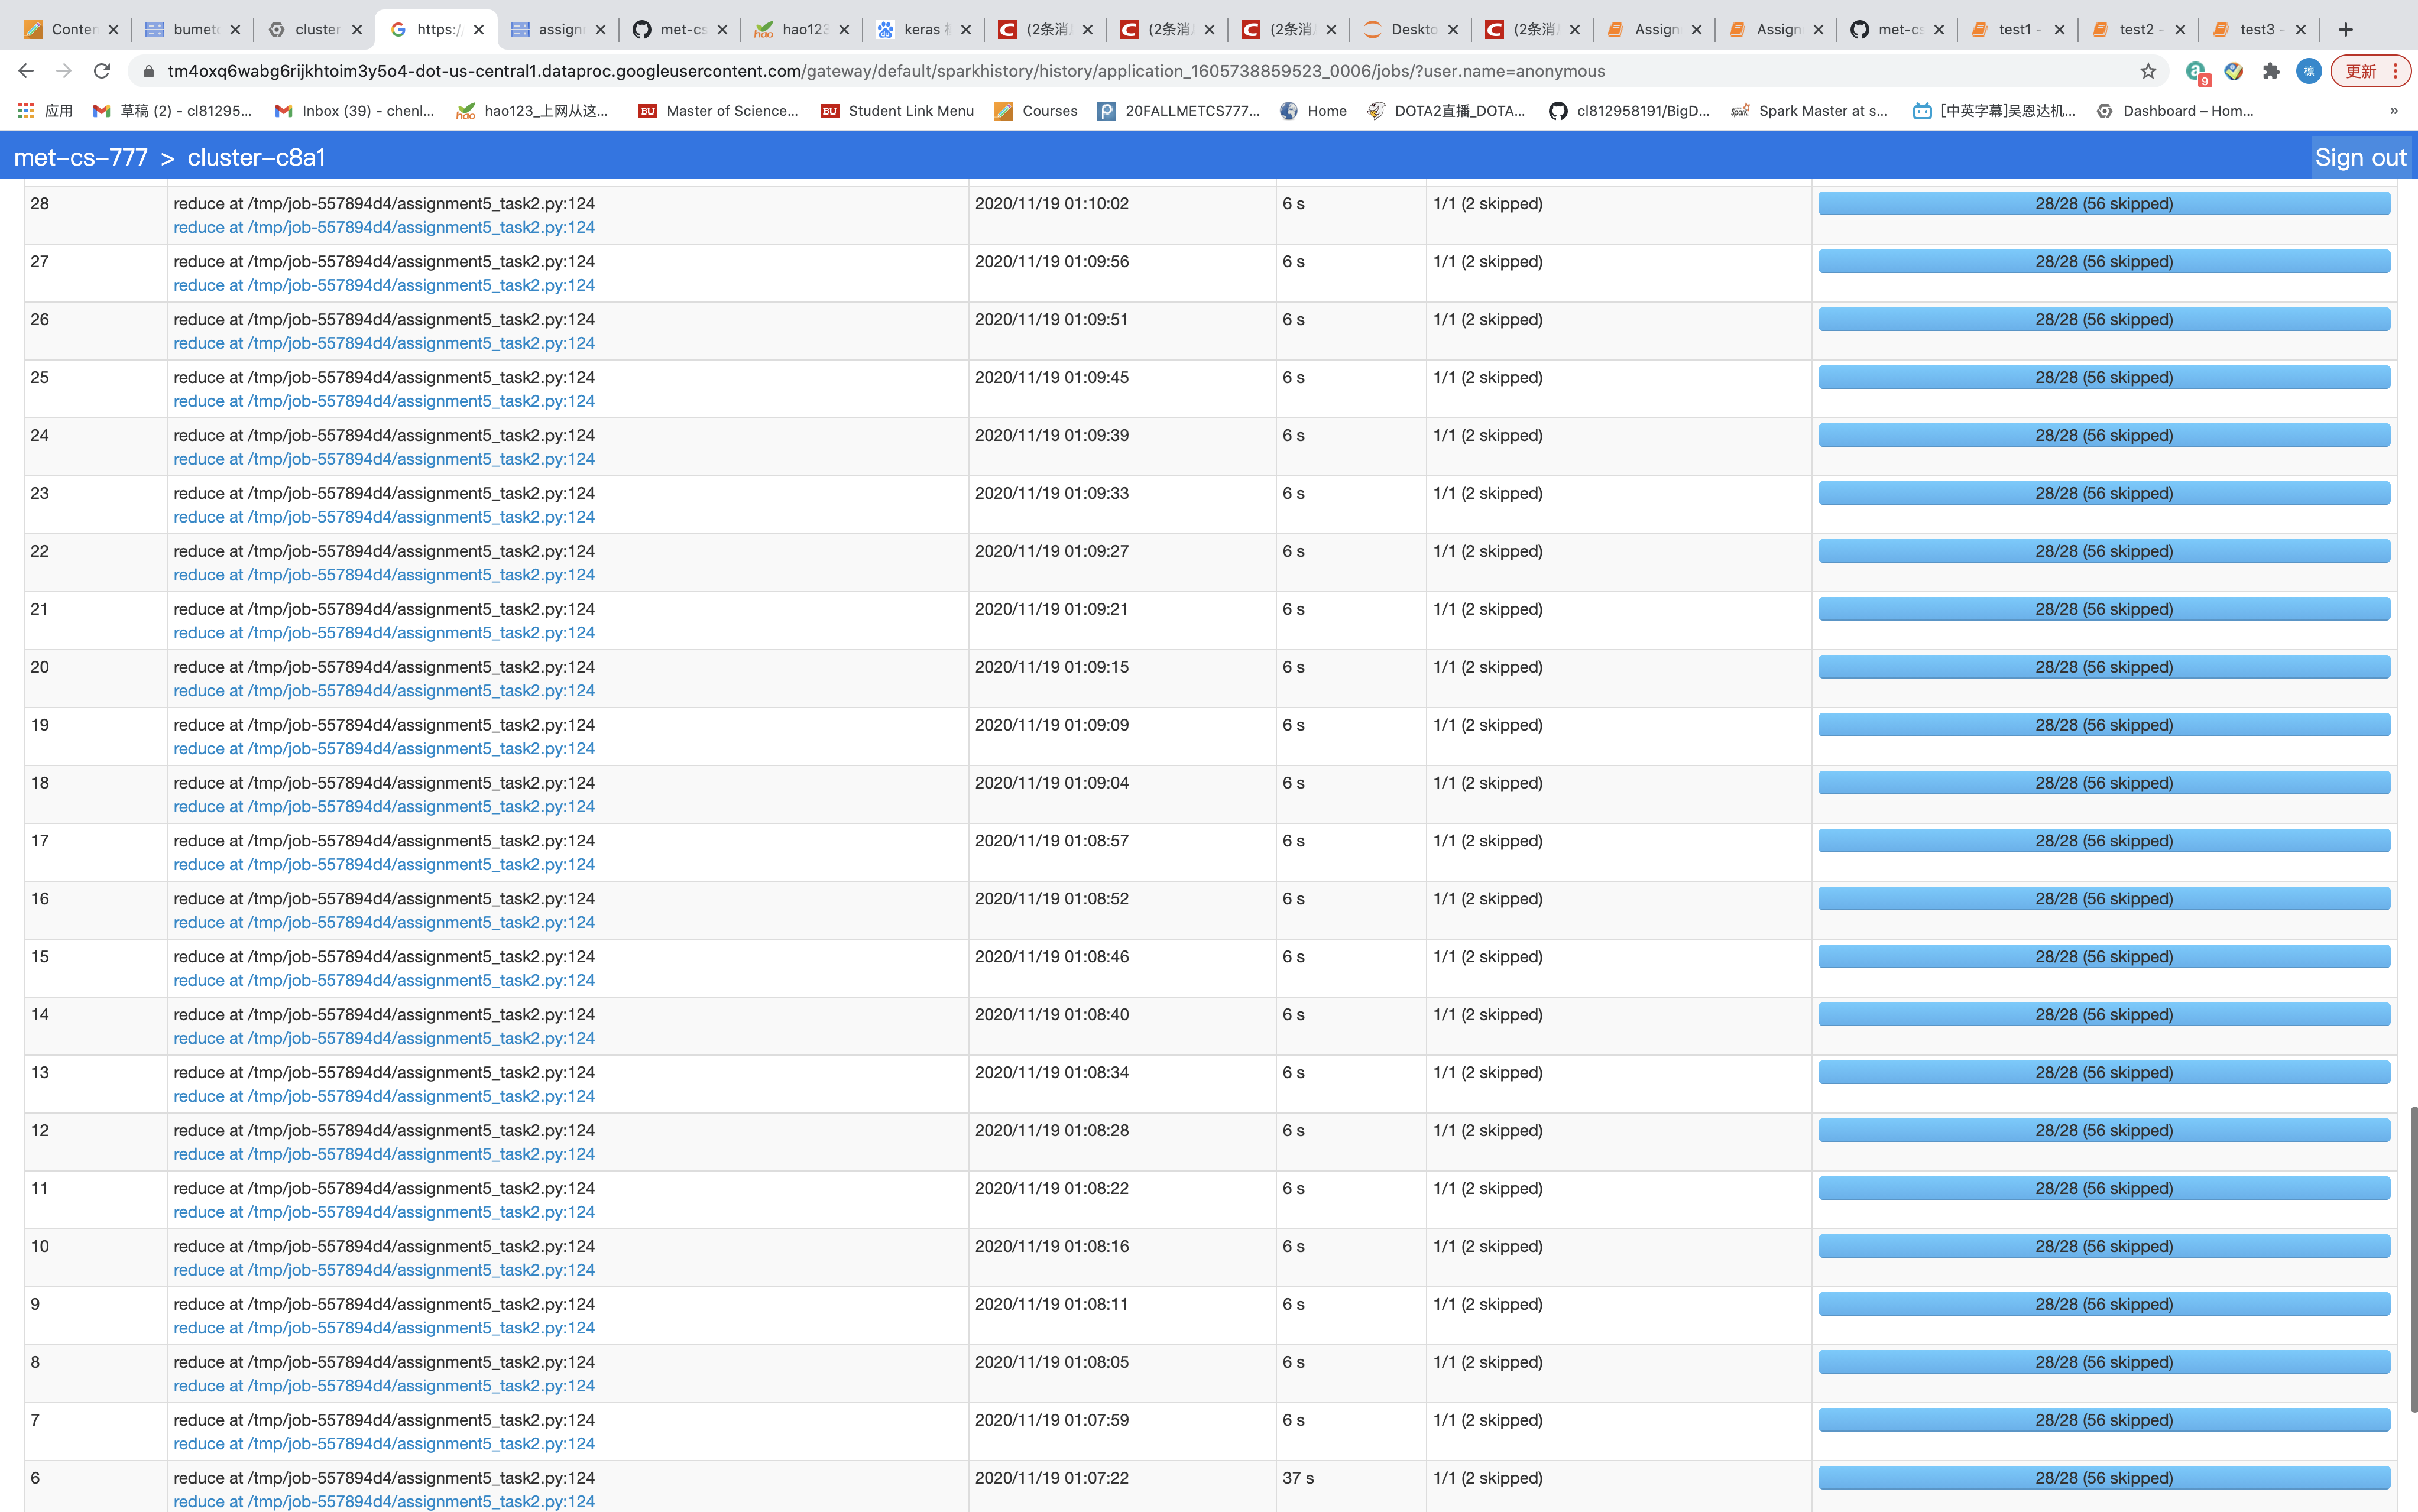 Conten
bumetc
cluster
https:/
assignm
met-cs
hao123
keras
(2条消息
(2条消息
(2条消息
Deskto
(2条消息
Assign
Assign
met-cs
test1 -
test2 -
test3 -
tm4oxq6wabg6rijkhtoim3y5o4-dot-us-central1.dataproc.googleusercontent.com/gateway/default/sparkhistory/history/application_1605738859523_0006/jobs/?user.name=anonymous
9
更新
应用
草稿 (2) - cl81295...
Inbox (39) - chenl...
hao123_上网从这...
BU Master of Science...
BU Student Link Menu
Courses
20FALLMETCS777...
Home
DOTA2直播_DOTA...
cl812958191/BigD...
Spark Master at s...
[中英字幕]吴恩达机...
Dashboard – Hom...
»
met-cs-777 > cluster-c8a1
Sign out
28 reduce at /tmp/job-557894d4/assignment5_task2.py:124 2020/11/19 01:10:02 6 s 1/1 (2 skipped) 28/28 (56 skipped)
reduce at /tmp/job-557894d4/assignment5_task2.py:124
27 reduce at /tmp/job-557894d4/assignment5_task2.py:124 2020/11/19 01:09:56 6 s 1/1 (2 skipped) 28/28 (56 skipped)
reduce at /tmp/job-557894d4/assignment5_task2.py:124
26 reduce at /tmp/job-557894d4/assignment5_task2.py:124 2020/11/19 01:09:51 6 s 1/1 (2 skipped) 28/28 (56 skipped)
reduce at /tmp/job-557894d4/assignment5_task2.py:124
25 reduce at /tmp/job-557894d4/assignment5_task2.py:124 2020/11/19 01:09:45 6 s 1/1 (2 skipped) 28/28 (56 skipped)
reduce at /tmp/job-557894d4/assignment5_task2.py:124
24 reduce at /tmp/job-557894d4/assignment5_task2.py:124 2020/11/19 01:09:39 6 s 1/1 (2 skipped) 28/28 (56 skipped)
reduce at /tmp/job-557894d4/assignment5_task2.py:124
23 reduce at /tmp/job-557894d4/assignment5_task2.py:124 2020/11/19 01:09:33 6 s 1/1 (2 skipped) 28/28 (56 skipped)
reduce at /tmp/job-557894d4/assignment5_task2.py:124
22 reduce at /tmp/job-557894d4/assignment5_task2.py:124 2020/11/19 01:09:27 6 s 1/1 (2 skipped) 28/28 (56 skipped)
reduce at /tmp/job-557894d4/assignment5_task2.py:124
21 reduce at /tmp/job-557894d4/assignment5_task2.py:124 2020/11/19 01:09:21 6 s 1/1 (2 skipped) 28/28 (56 skipped)
reduce at /tmp/job-557894d4/assignment5_task2.py:124
20 reduce at /tmp/job-557894d4/assignment5_task2.py:124 2020/11/19 01:09:15 6 s 1/1 (2 skipped) 28/28 (56 skipped)
reduce at /tmp/job-557894d4/assignment5_task2.py:124
19 reduce at /tmp/job-557894d4/assignment5_task2.py:124 2020/11/19 01:09:09 6 s 1/1 (2 skipped) 28/28 (56 skipped)
reduce at /tmp/job-557894d4/assignment5_task2.py:124
18 reduce at /tmp/job-557894d4/assignment5_task2.py:124 2020/11/19 01:09:04 6 s 1/1 (2 skipped) 28/28 (56 skipped)
reduce at /tmp/job-557894d4/assignment5_task2.py:124
17 reduce at /tmp/job-557894d4/assignment5_task2.py:124 2020/11/19 01:08:57 6 s 1/1 (2 skipped) 28/28 (56 skipped)
reduce at /tmp/job-557894d4/assignment5_task2.py:124
16 reduce at /tmp/job-557894d4/assignment5_task2.py:124 2020/11/19 01:08:52 6 s 1/1 (2 skipped) 28/28 (56 skipped)
reduce at /tmp/job-557894d4/assignment5_task2.py:124
15 reduce at /tmp/job-557894d4/assignment5_task2.py:124 2020/11/19 01:08:46 6 s 1/1 (2 skipped) 28/28 (56 skipped)
reduce at /tmp/job-557894d4/assignment5_task2.py:124
14 reduce at /tmp/job-557894d4/assignment5_task2.py:124 2020/11/19 01:08:40 6 s 1/1 (2 skipped) 28/28 (56 skipped)
reduce at /tmp/job-557894d4/assignment5_task2.py:124
13 reduce at /tmp/job-557894d4/assignment5_task2.py:124 2020/11/19 01:08:34 6 s 1/1 (2 skipped) 28/28 (56 skipped)
reduce at /tmp/job-557894d4/assignment5_task2.py:124
12 reduce at /tmp/job-557894d4/assignment5_task2.py:124 2020/11/19 01:08:28 6 s 1/1 (2 skipped) 28/28 (56 skipped)
reduce at /tmp/job-557894d4/assignment5_task2.py:124
11 reduce at /tmp/job-557894d4/assignment5_task2.py:124 2020/11/19 01:08:22 6 s 1/1 (2 skipped) 28/28 (56 skipped)
reduce at /tmp/job-557894d4/assignment5_task2.py:124
10 reduce at /tmp/job-557894d4/assignment5_task2.py:124 2020/11/19 01:08:16 6 s 1/1 (2 skipped) 28/28 (56 skipped)
reduce at /tmp/job-557894d4/assignment5_task2.py:124
9 reduce at /tmp/job-557894d4/assignment5_task2.py:124 2020/11/19 01:08:11 6 s 1/1 (2 skipped) 28/28 (56 skipped)
reduce at /tmp/job-557894d4/assignment5_task2.py:124
8 reduce at /tmp/job-557894d4/assignment5_task2.py:124 2020/11/19 01:08:05 6 s 1/1 (2 skipped) 28/28 (56 skipped)
reduce at /tmp/job-557894d4/assignment5_task2.py:124
7 reduce at /tmp/job-557894d4/assignment5_task2.py:124 2020/11/19 01:07:59 6 s 1/1 (2 skipped) 28/28 (56 skipped)
reduce at /tmp/job-557894d4/assignment5_task2.py:124
6 reduce at /tmp/job-557894d4/assignment5_task2.py:124 2020/11/19 01:07:22 37 s 1/1 (2 skipped) 28/28 (56 skipped)
reduce at /tmp/job-557894d4/assignment5_task2.py:124